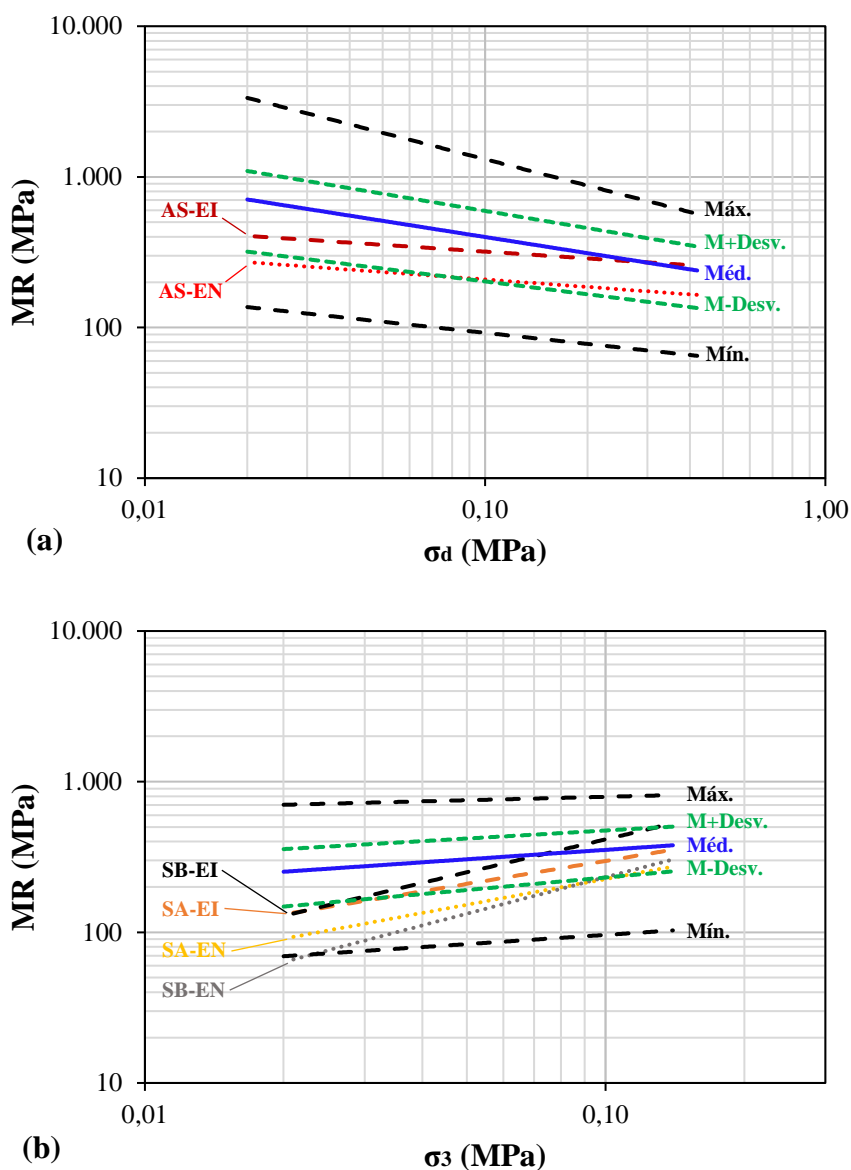 10.000
1.000
100
10
MR (MPa)
AS-EI
AS-EN
Máx.
M+Desv.
Méd.
M-Desv.
Mín.
0,01
0,10
1,00
(a)
σd (MPa)
10.000
1.000
100
10
MR (MPa)
SB-EI
SA-EI
SA-EN
SB-EN
Máx.
M+Desv.
Méd.
M-Desv.
Mín.
0,01
0,10
(b)
σ3 (MPa)